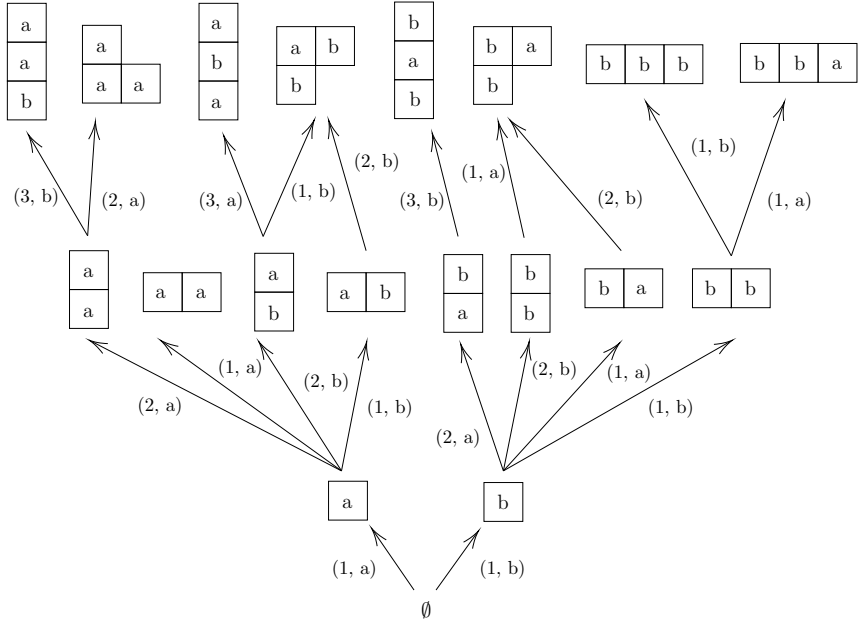 a
a
b
a
a a
a
b
a
a b
b
b
a
b
b a
b
b b b
b b a
(3, b)
(2, a)
(3, a)
(1, b)
(2, b)
(3, b)
(1, a)
(2, b)
(1, b)
(1, a)
a
a
a a
a
b
a b
b
a
b
b
b a
b b
(2, a)
(1, a)
(2, b)
(1, b)
(2, a)
(2, b)
(1, a)
(1, b)
a
b
(1, a)
(1, b)
∅